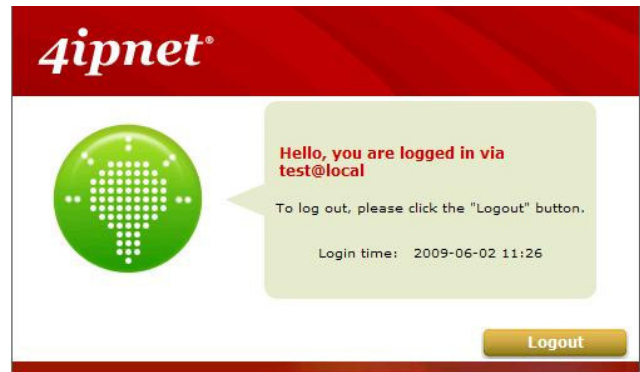 4ipnet®
Hello, you are logged in via
test@local
To log out, please click the "Logout" button.
Login time: 2009-06-02 11:26
Logout